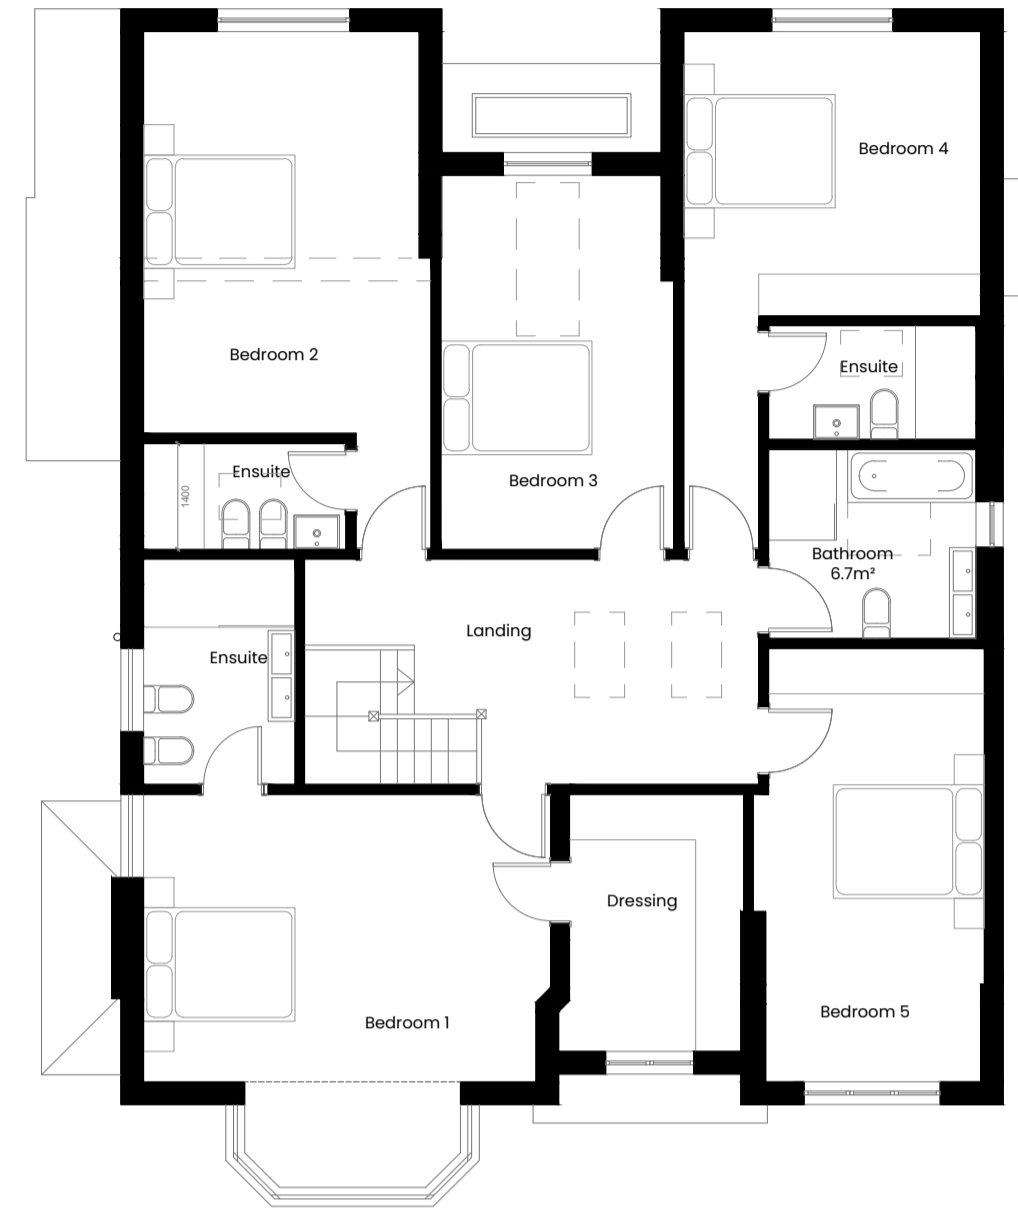 Bedroom 4
Bedroom 2
Ensuite
Ensuite
1400
Bedroom 3
Bathroom
6.7m²
Landing
Ensuite
Dressing
Bedroom 5
Bedroom 1